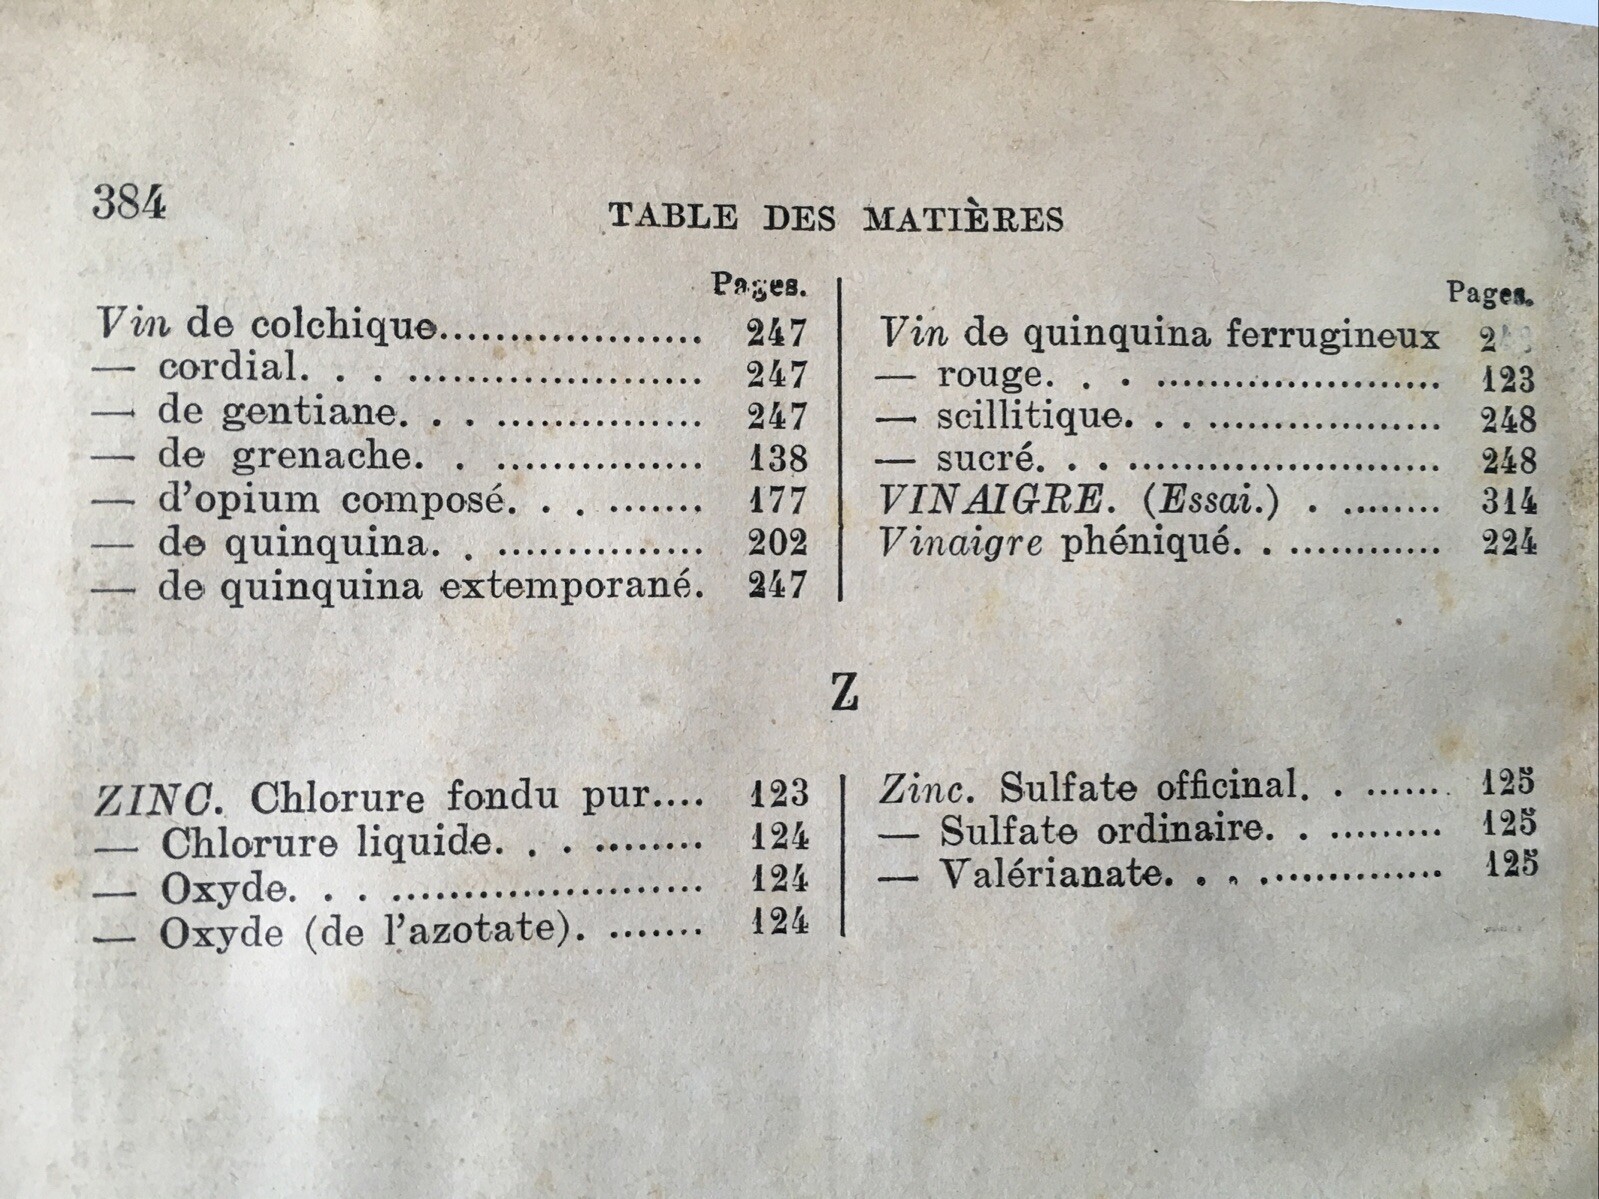 384
TABLE DES MATIÈRES
Pages.
Vin de colchique.................... 247
— cordial. . . ...................... 247
— de gentiane. . . ............... 247
— de grenache. . ............... 138
— d'opium composé. . . ....... 177
— de quinquina. . ............... 202
— de quinquina extemporané. 247
Pages.
Vin de quinquina ferrugineux
— rouge. . . ..................... 123
— scillitique. . . ................. 248
— sucré. . . ....................... 248
VINAIGRE. (Essai.) . ......... 314
Vinaigre phéniqué. . ............ 224
Z
ZINC. Chlorure fondu pur.... 123
— Chlorure liquide. . . ........ 124
— Oxyde. . . ....................... 124
— Oxyde (de l'azotate). ....... 124
Zinc. Sulfate officinal. . ....... 125
— Sulfate ordinaire. . ......... 125
— Valérianate. . . .............. 125